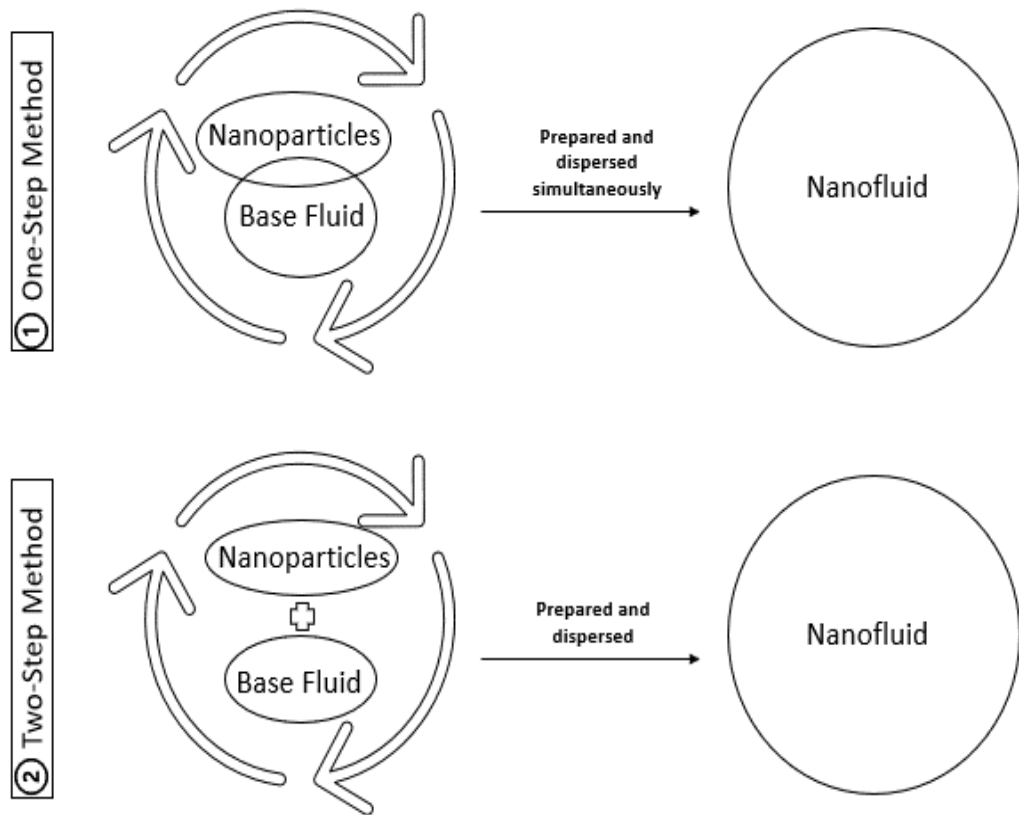 ① One-Step Method
Nanoparticles
Base Fluid
Prepared and
dispersed
simultaneously
Nanofluid
② Two-Step Method
Nanoparticles
Base Fluid
Prepared and
dispersed
Nanofluid